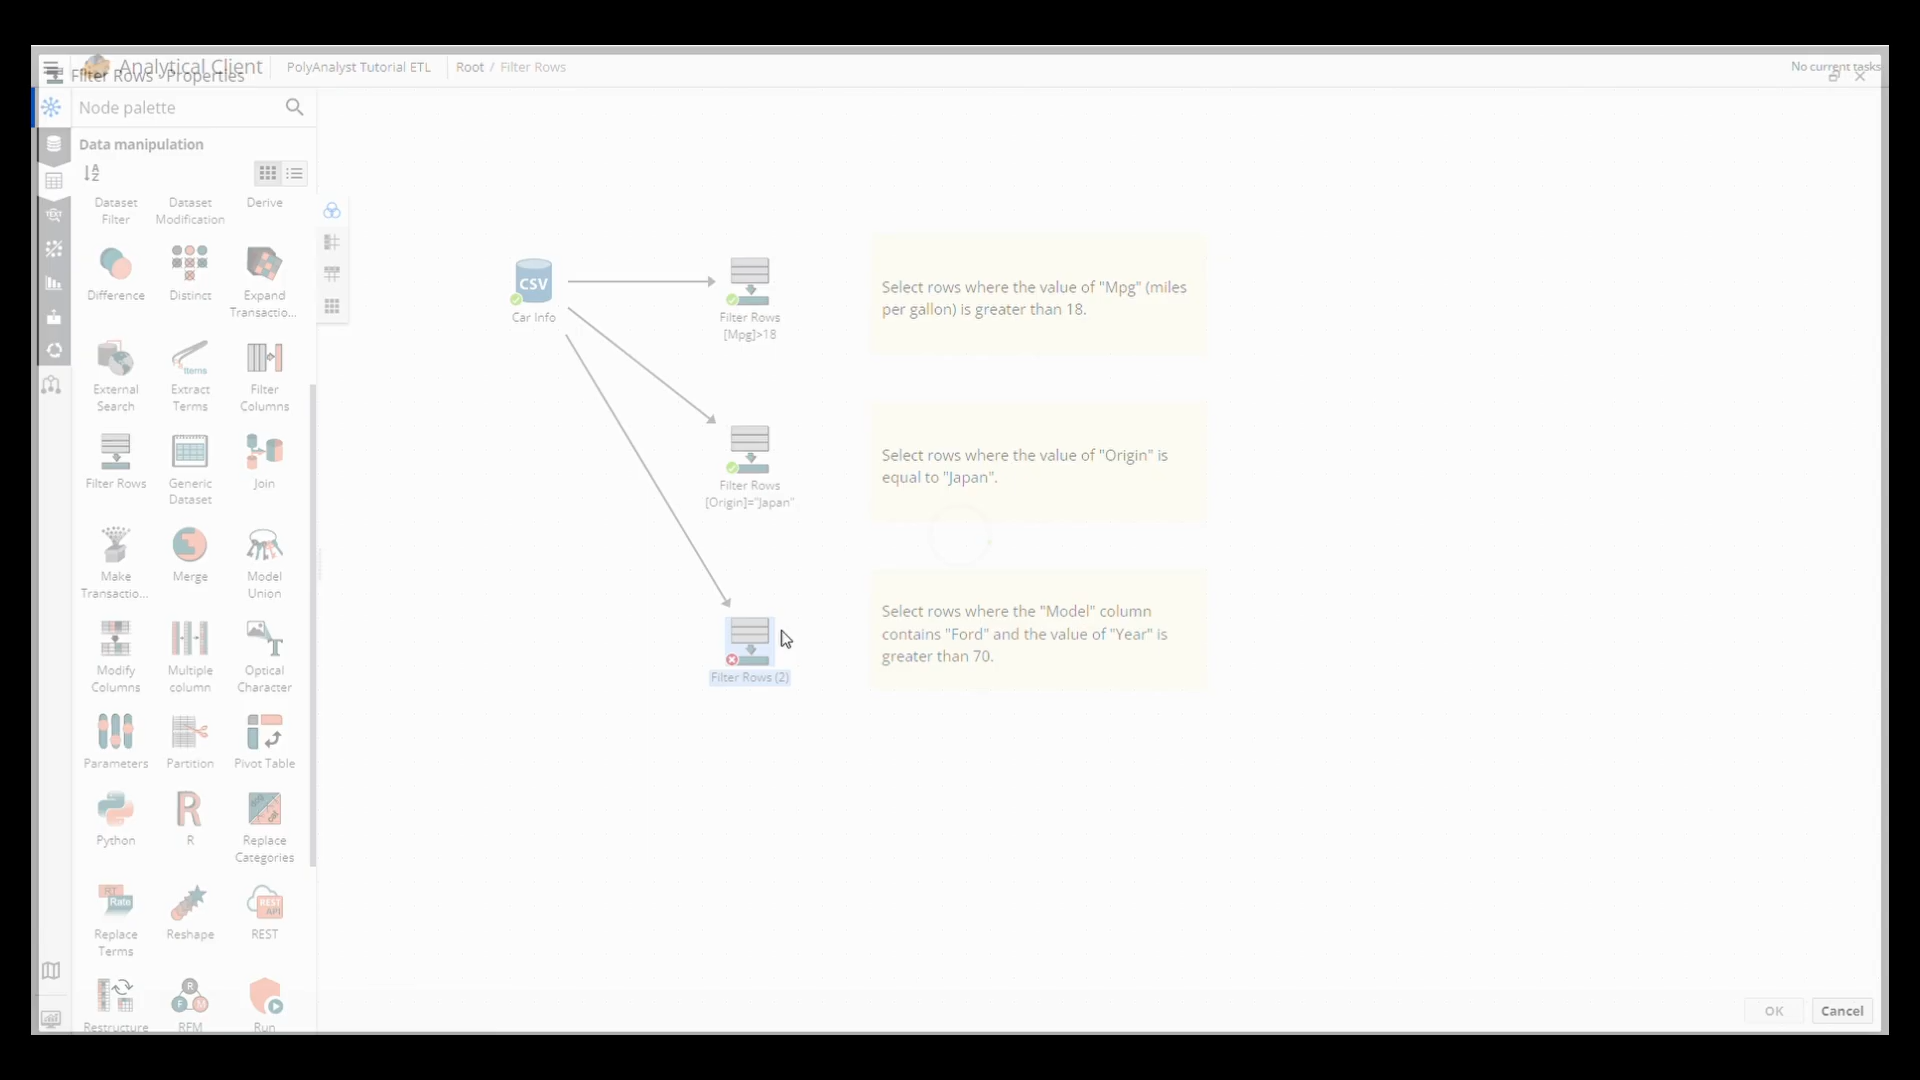 Analytical Client
PolyAnalyst Tutorial ETL
Root / Filter Rows
No current tasks
Filter Rows - Properties
Node palette
Data manipulation
A
Z
Dataset
Filter
Dataset
Modification
Derive
Difference
Distinct
Expand
Transactio...
External
Search
Items
Extract
Terms
Filter
Columns
Filter Rows
Generic
Dataset
Join
Make
Transactio...
Merge
Model
Union
Modify
Columns
Multiple
column
T
Optical
Character
Parameters
Partition
Pivot Table
Python
R
R
Replace
Categories
Rate
Replace
Terms
Reshape
REST
API
REST
Restructure
R
F
M
RFM
Run
TEXT
CSV
Car Info
Filter Rows
[Mpg]>18
Select rows where the value of "Mpg" (miles
per gallon) is greater than 18.
Filter Rows
[Origin]="Japan"
Select rows where the value of "Origin" is
equal to "Japan".
Filter Rows (2)
Select rows where the "Model" column
contains "Ford" and the value of "Year" is
greater than 70.
OK
Cancel